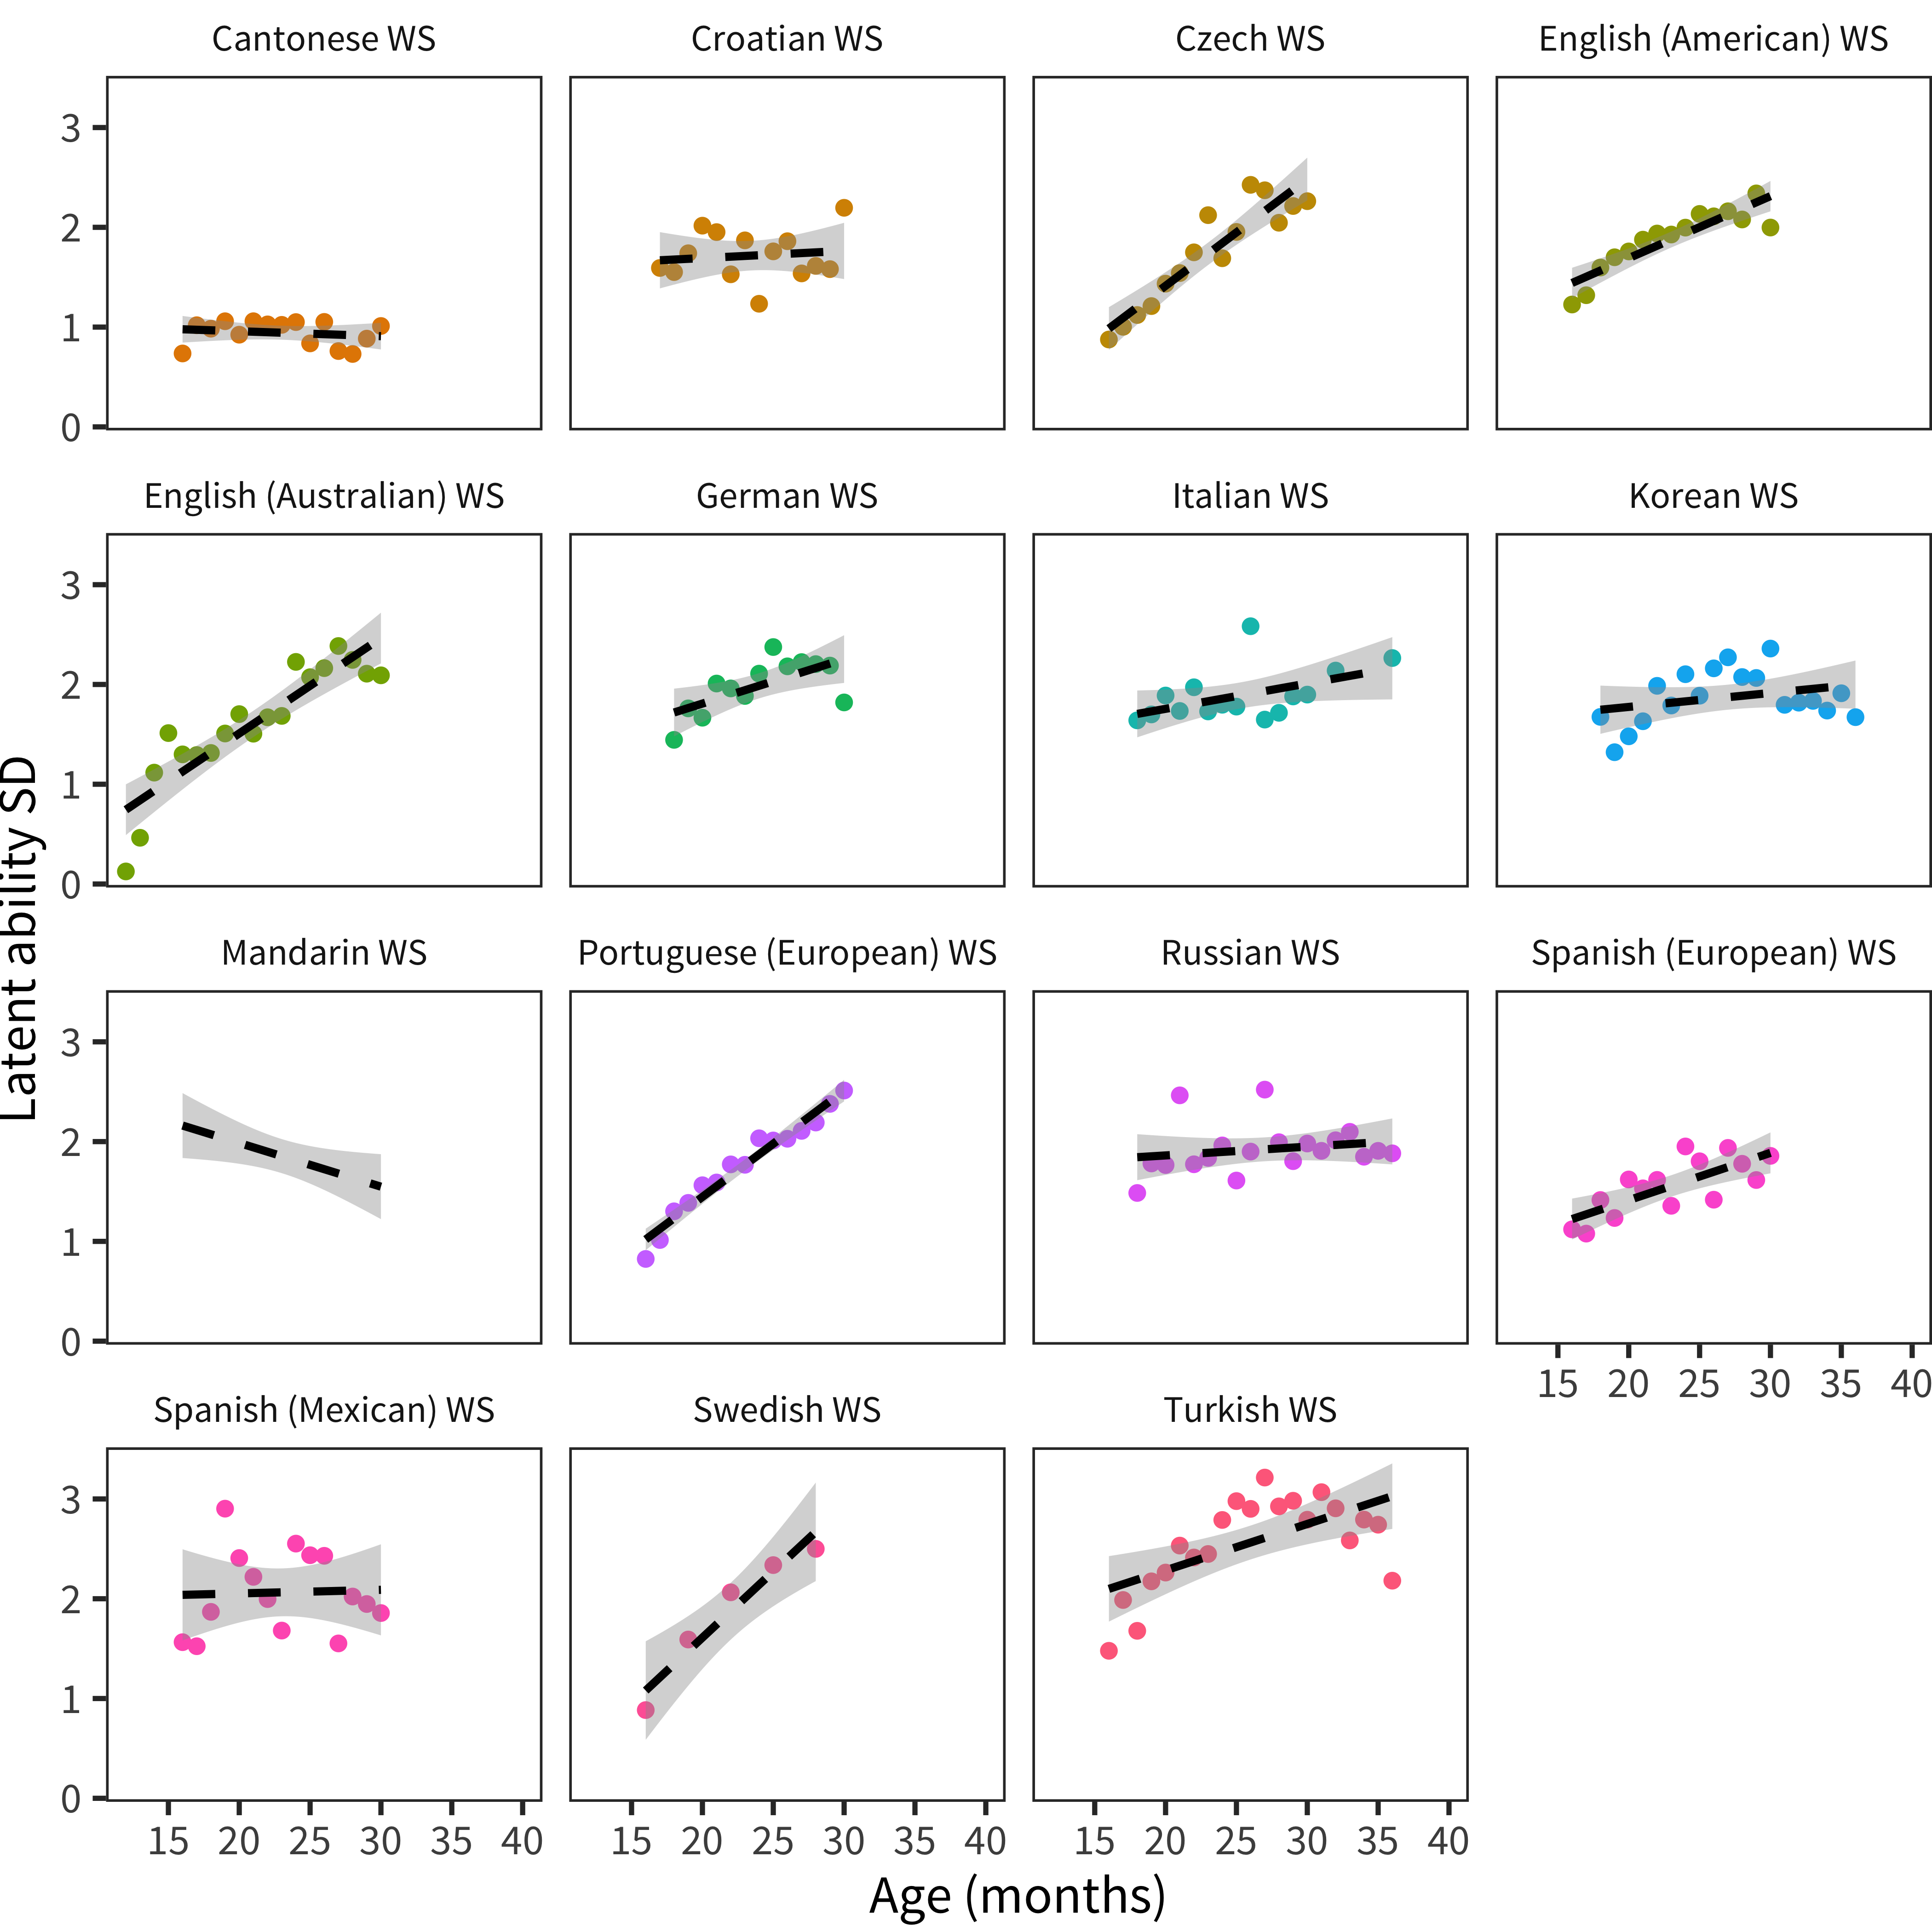 Cantonese WS Croatian WS Czech WS English (American) WS
3
2
1
0
English (Australian) WS German WS Italian WS Korean WS
3
2
1
0
Latent ability SD
Mandarin WS Portuguese (European) WS Russian WS Spanish (European) WS
3
2
1
0
15 20 25 30 35 40
Spanish (Mexican) WS Swedish WS Turkish WS
3
2
1
0
15 20 25 30 35 40 15 20 25 30 35 40 15 20 25 30 35 40
Age (months)